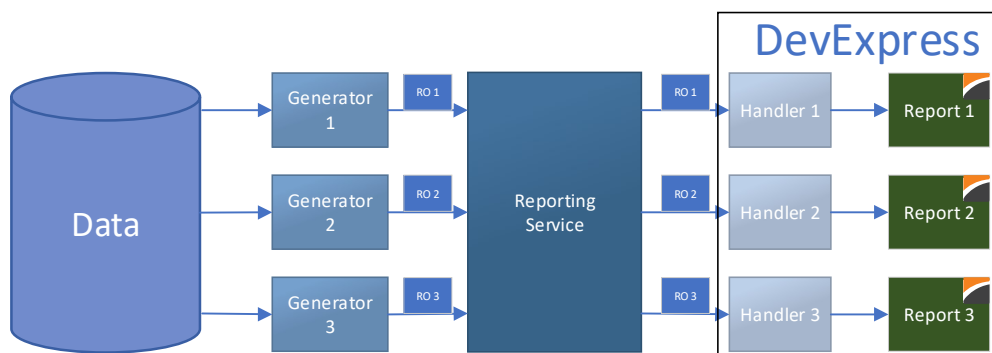 DevExpress
Generator
1
RO 1
RO 1
Handler 1
Report 1
Data
Generator
2
RO 2
Reporting
Service
RO 2
Handler 2
Report 2
Generator
3
RO 3
RO 3
Handler 3
Report 3